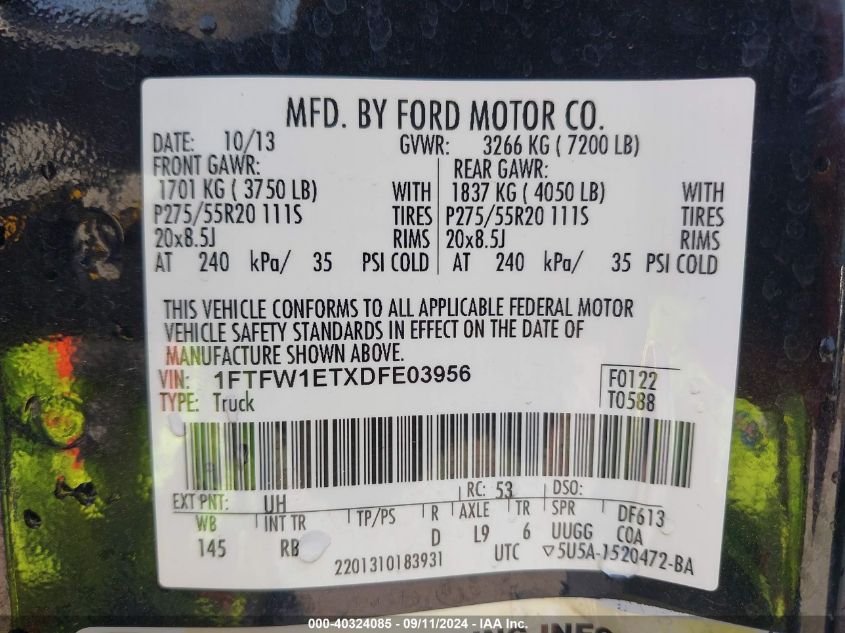 MFD. BY FORD MOTOR CO.
DATE: 10/13 GVWR: 3266 KG ( 7200 LB)
FRONT GAWR: REAR GAWR:
1701 KG ( 3750 LB) WITH 1837 KG ( 4050 LB) WITH
P275/55R20 111S TIRES P275/55R20 111S TIRES
20x8.5J RIMS 20x8.5J RIMS
AT 240 kPa/ 35 PSI COLD AT 240 kPa/ 35 PSI COLD
THIS VEHICLE CONFORMS TO ALL APPLICABLE FEDERAL MOTOR
VEHICLE SAFETY STANDARDS IN EFFECT ON THE DATE OF
MANUFACTURE SHOWN ABOVE.
VIN: 1FTFW1ETXDFE03956 F0122
TYPE: Truck T0588
EXT PNT: UH RC: 53 DSO:
WB INT TR TP/PS R AXLE TR SPR DF613
145 RB D L9 6 UUGG COA
2201310183931 UTC ▽5U5A-1520472-BA
000-40324085 - 09/11/2024 - IAA Inc.